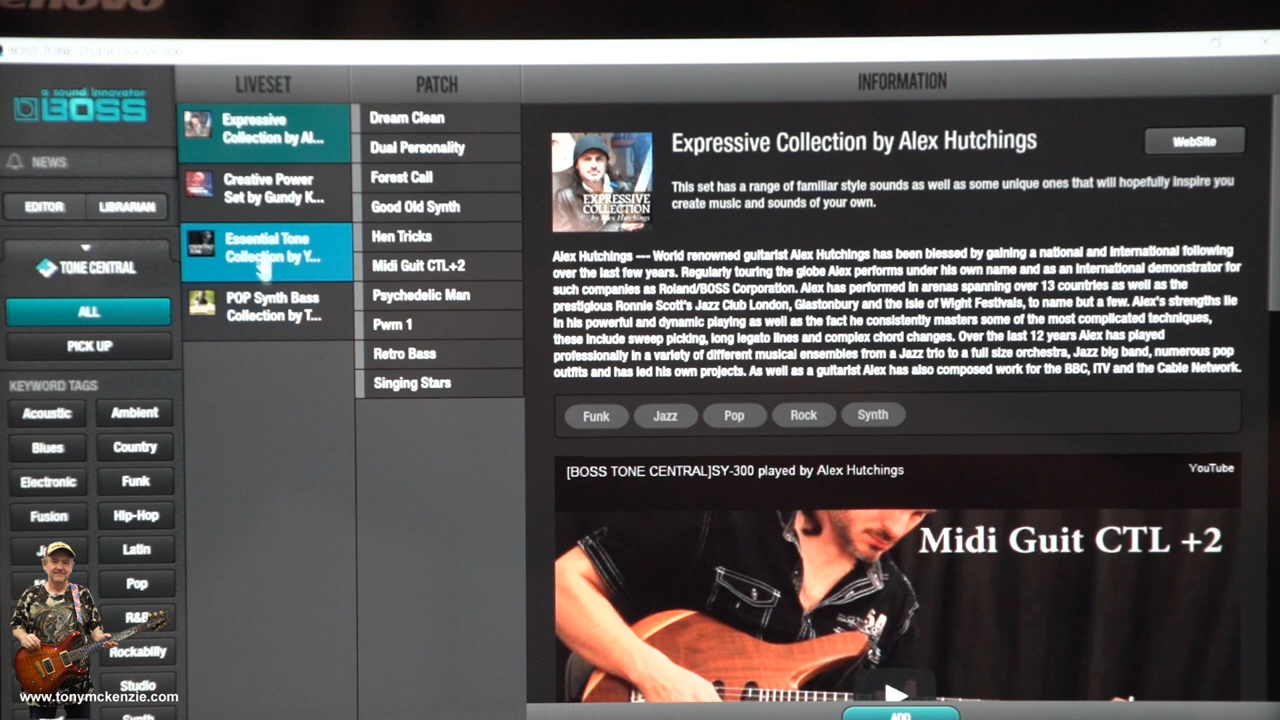 enovo
BOSS TONE STUDIO for SY-300
a sound innovator
BOSS
NEWS
EDITOR
LIBRARIAN
TONE CENTRAL
ALL
PICK UP
KEYWORD TAGS
Acoustic
Ambient
Blues
Country
Electronic
Funk
Fusion
Hip-Hop
Latin
Pop
R&B
Rockabilly
Studio
www.tonymckenzie.com
LIVESET
Expressive
Collection by Al...
Creative Power
Set by Gundy K...
Essential Tone
Collection by Y...
POP Synth Bass
Collection by T...
PATCH
Dream Clean
Dual Personality
Forest Call
Good Old Synth
Hen Tricks
Midi Guit CTL+2
Psychedelic Man
Pwm 1
Retro Bass
Singing Stars
INFORMATION
EXPRESSIVE
COLLECTION
by Alex Hutchings
Expressive Collection by Alex Hutchings
WebSite
This set has a range of familiar style sounds as well as some unique ones that will hopefully inspire you
create music and sounds of your own.
Alex Hutchings --- World renowned guitarist Alex Hutchings has been blessed by gaining a national and international following
over the last few years. Regularly touring the globe Alex performs under his own name and as an international demonstrator for
such companies as Roland/BOSS Corporation. Alex has performed in arenas spanning over 13 countries as well as the
prestigious Ronnie Scott's Jazz Club London, Glastonbury and the Isle of Wight Festivals, to name but a few. Alex's strengths lie
in his powerful and dynamic playing as well as the fact he consistently masters some of the most complicated techniques,
these include sweep picking, long legato lines and complex chord changes. Over the last 12 years Alex has played
professionally in a variety of different musical ensembles from a Jazz trio to a full size orchestra, Jazz big band, numerous pop
outfits and has led his own projects. As well as a guitarist Alex has also composed work for the BBC, ITV and the Cable Network.
Funk
Jazz
Pop
Rock
Synth
[BOSS TONE CENTRAL]SY-300 played by Alex Hutchings
YouTube
Midi Guit CTL +2
ADD